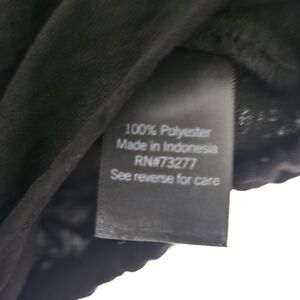 100% Polyester
Made in Indonesia
RN#73277
See reverse for care